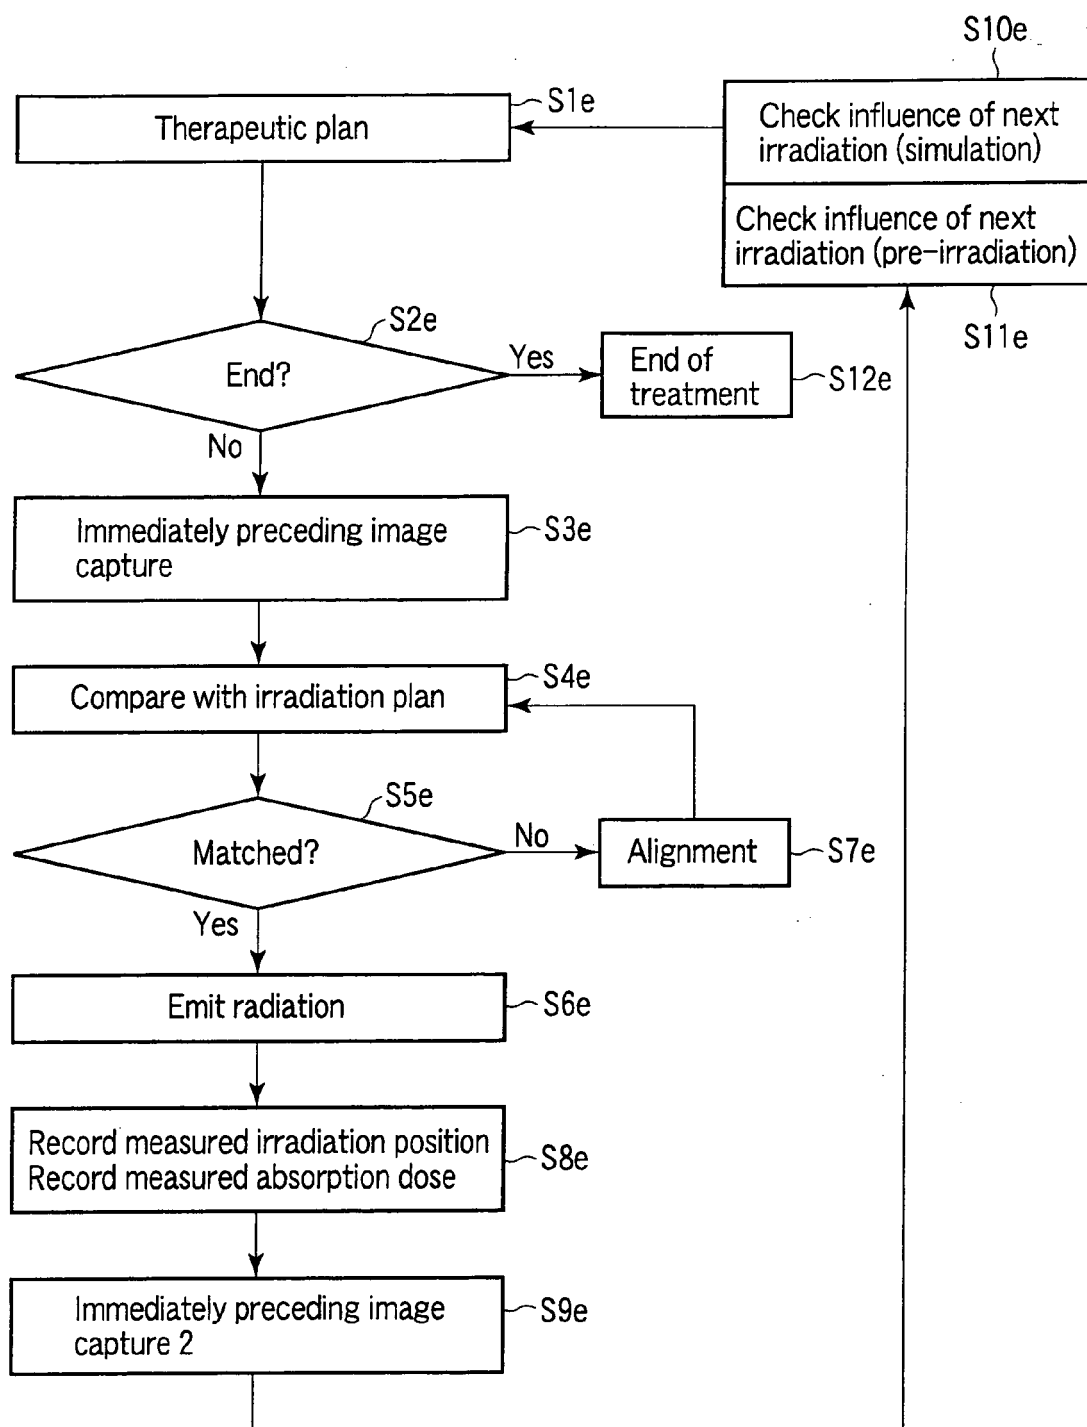 S10e
S1e
Therapeutic plan
Check influence of next
irradiation (simulation)
Check influence of next
irradiation (pre-irradiation)
S11e
S2e
End?
Yes
End of
treatment
S12e
No
Immediately preceding image
capture
S3e
S4e
Compare with irradiation plan
S5e
Matched?
No
Alignment
S7e
Yes
Emit radiation
S6e
Record measured irradiation position
Record measured absorption dose
S8e
Immediately preceding image
capture 2
S9e